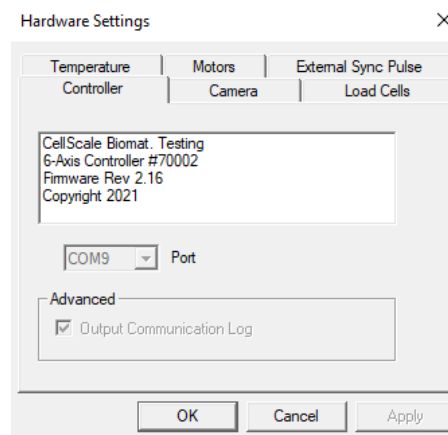 Hardware Settings
Temperature
Motors
External Sync Pulse
Controller
Camera
Load Cells
CellScale Biomat. Testing
6-Axis Controller #70002
Firmware Rev 2.16
Copyright 2021
COM9
Port
Advanced
Output Communication Log
OK
Cancel
Apply